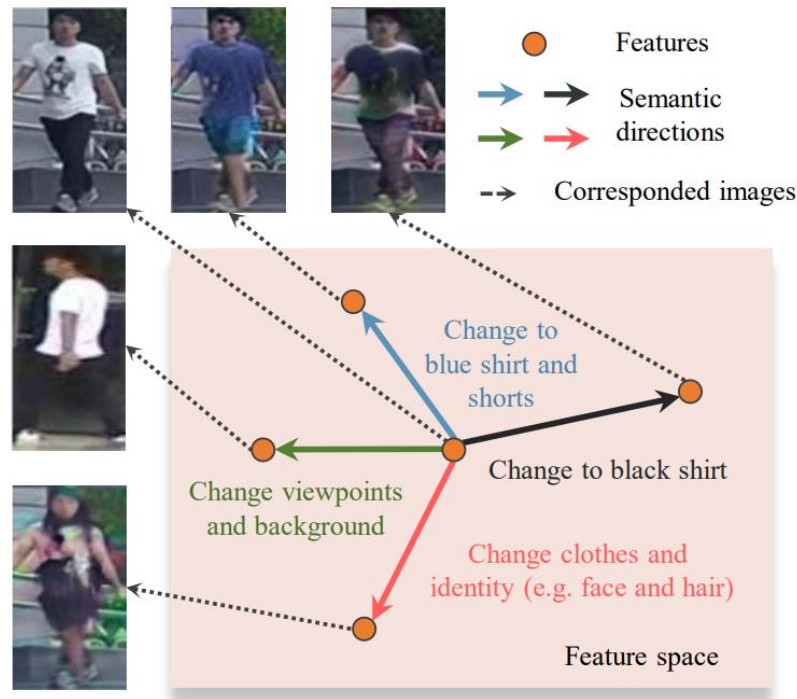 Features
Semantic
directions
Corresponded images
Change to
blue shirt and
shorts
Change to black shirt
Change viewpoints
and background
Change clothes and
identity (e.g. face and hair)
Feature space